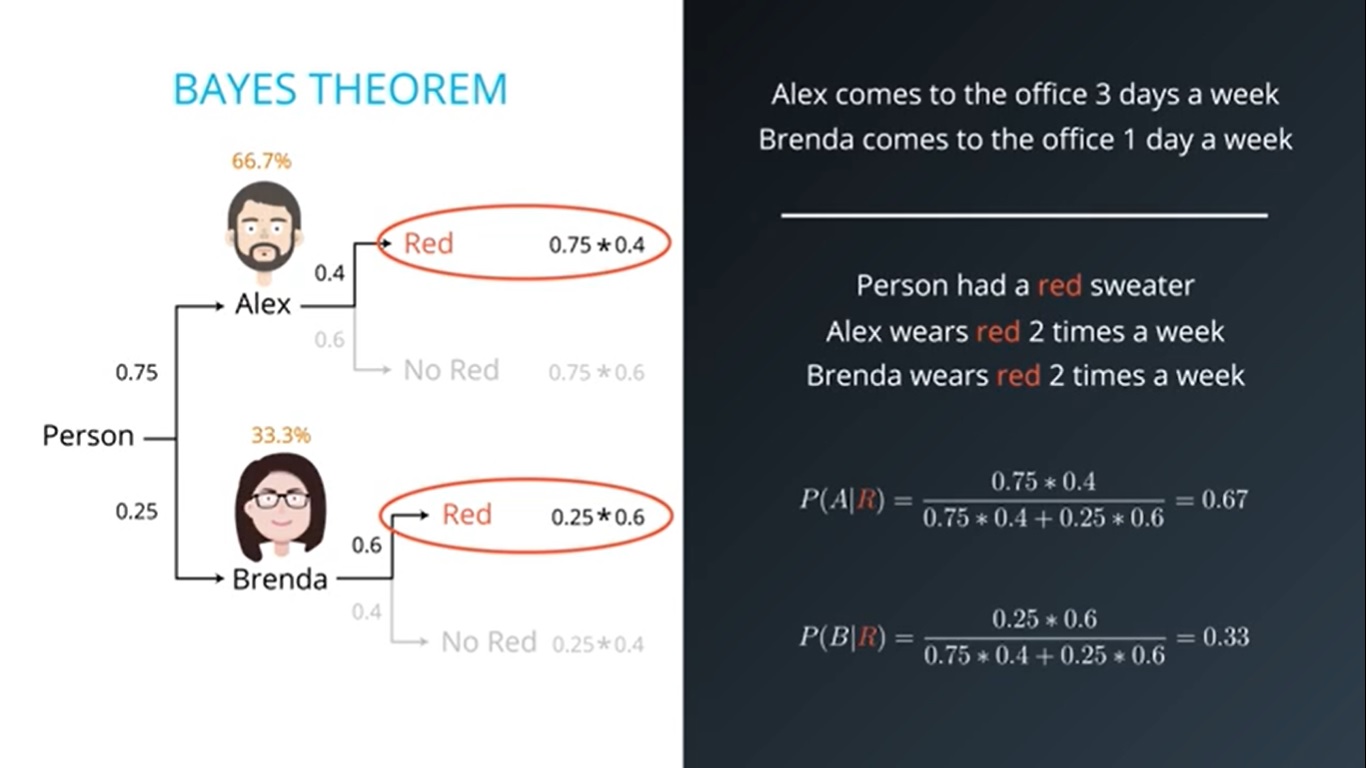 BAYES THEOREM
66.7%
Red 0.75*0.4
0.4
Alex
0.6
No Red 0.75*0.6
0.75
Person
33.3%
0.25
Red 0.25*0.6
0.6
Brenda
0.4
No Red 0.25*0.4
Alex comes to the office 3 days a week
Brenda comes to the office 1 day a week
Person had a red sweater
Alex wears red 2 times a week
Brenda wears red 2 times a week
P(A|R) = 0.75 * 0.4 / 0.75 * 0.4 + 0.25 * 0.6 = 0.67
P(B|R) = 0.25 * 0.6 / 0.75 * 0.4 + 0.25 * 0.6 = 0.33